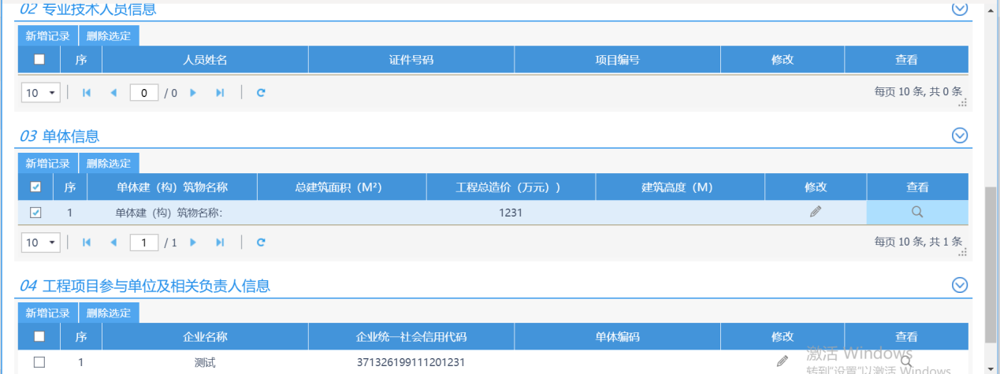 02 专业技术人员信息
新增记录 删除选定
序 人员姓名 证件号码 项目编号 修改 查看
10 0 / 0 每页 10 条, 共 0 条
03 单体信息
新增记录 删除选定
序 单体建（构）筑物名称 总建筑面积（M²） 工程总造价（万元）） 建筑高度（M） 修改 查看
1 单体建（构）筑物名称： 1231
10 1 / 1 每页 10 条, 共 1 条
04 工程项目参与单位及相关负责人信息
新增记录 删除选定
序 企业名称 企业统一社会信用代码 单体编码 修改 查看
1 测试 371326199111201231
激活 Windows
转到"设置"以激活 Windows